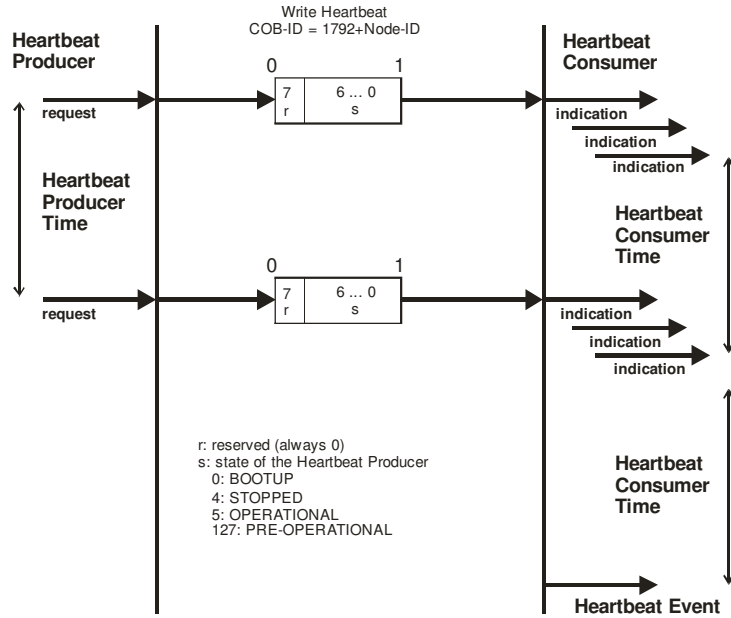 Write Heartbeat
COB-ID = 1792+Node-ID
Heartbeat
Producer
Heartbeat
Consumer
0 1
7 6 ... 0
r s
request
indication
indication
indication
Heartbeat
Producer
Time
Heartbeat
Consumer
Time
0 1
7 6 ... 0
r s
request
indication
indication
indication
r: reserved (always 0)
s: state of the Heartbeat Producer
0: BOOTUP
4: STOPPED
5: OPERATIONAL
127: PRE-OPERATIONAL
Heartbeat
Consumer
Time
Heartbeat Event